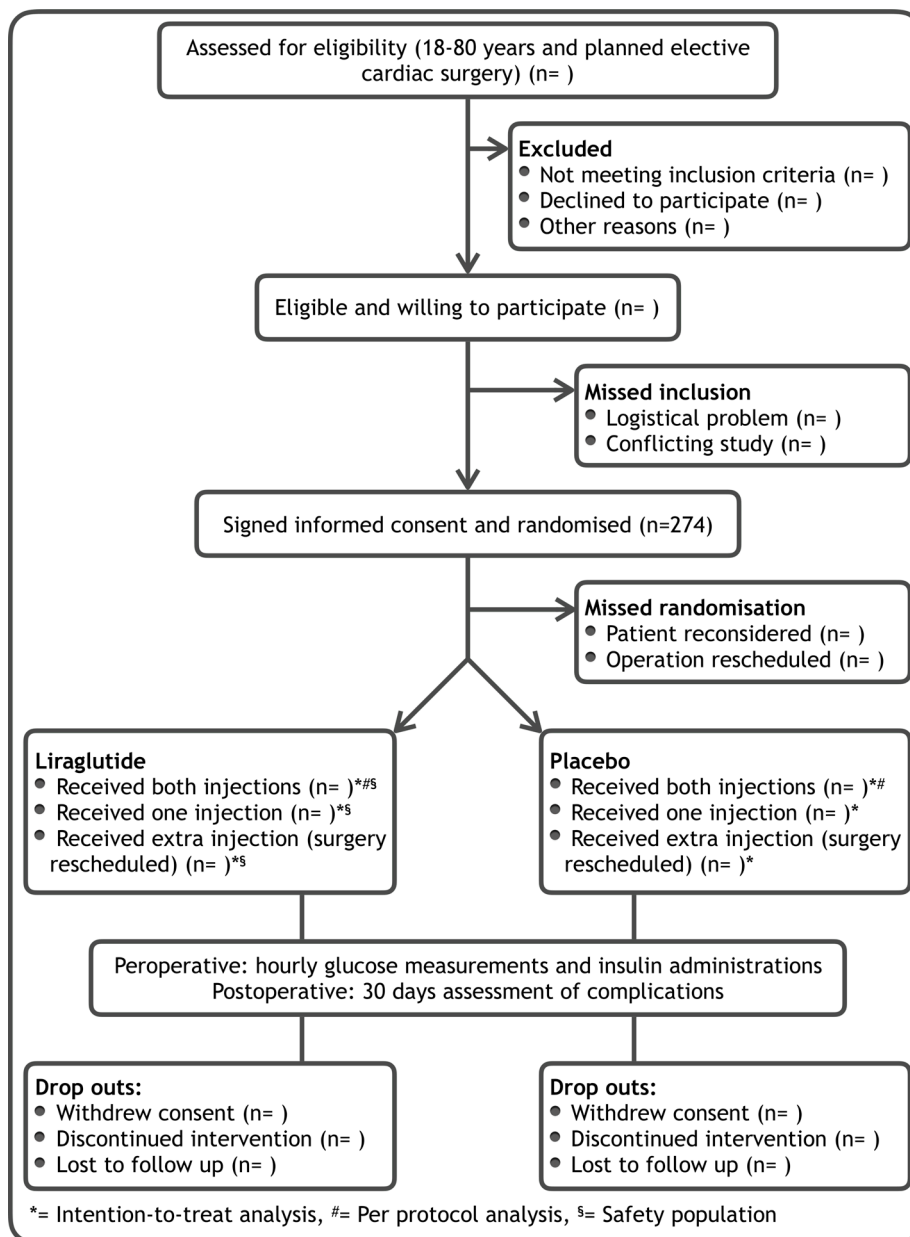 Assessed for eligibility (18-80 years and planned elective
cardiac surgery) (n= )
Excluded
● Not meeting inclusion criteria (n= )
● Declined to participate (n= )
● Other reasons (n= )
Eligible and willing to participate (n= )
Missed inclusion
● Logistical problem (n= )
● Conflicting study (n= )
Signed informed consent and randomised (n=274)
Missed randomisation
● Patient reconsidered (n= )
● Operation rescheduled (n= )
Liraglutide
● Received both injections (n= )*#§
● Received one injection (n= )*§
● Received extra injection (surgery
rescheduled) (n= )*§
Placebo
● Received both injections (n= )*#
● Received one injection (n= )*
● Received extra injection (surgery
rescheduled) (n= )*
Peroperative: hourly glucose measurements and insulin administrations
Postoperative: 30 days assessment of complications
Drop outs:
● Withdrew consent (n= )
● Discontinued intervention (n= )
● Lost to follow up (n= )
Drop outs:
● Withdrew consent (n= )
● Discontinued intervention (n= )
● Lost to follow up (n= )
*= Intention-to-treat analysis, #= Per protocol analysis, §= Safety population